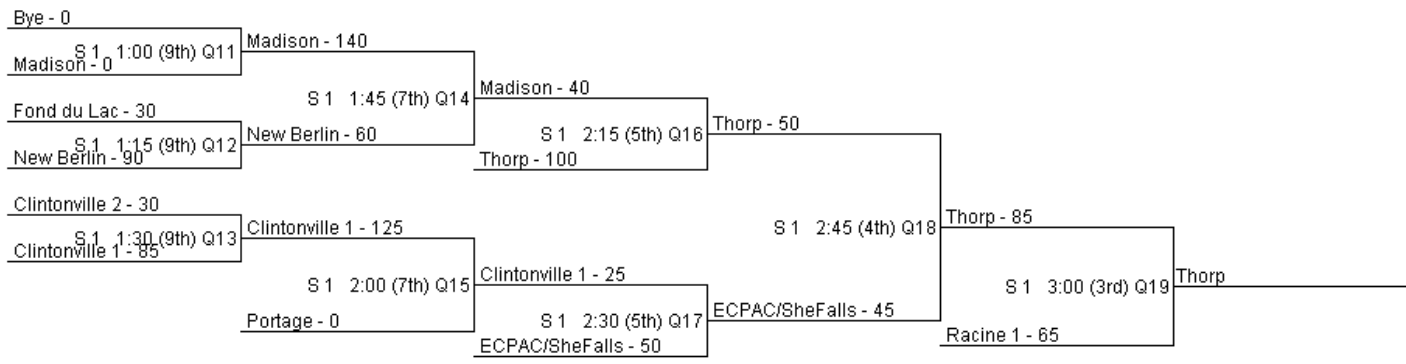 Bye - 0
S 1 1:00 (9th) Q11
Madison - 0
Madison - 140
Fond du Lac - 30
S 1 1:15 (9th) Q12
New Berlin - 90
S 1 1:45 (7th) Q14
New Berlin - 60
Madison - 40
S 1 2:15 (5th) Q16
Thorp - 100
Thorp - 50
Clintonville 2 - 30
S 1 1:30 (9th) Q13
Clintonville 1 - 85
Clintonville 1 - 125
S 1 2:00 (7th) Q15
Portage - 0
Clintonville 1 - 25
S 1 2:30 (5th) Q17
ECPAC/SheFalls - 50
ECPAC/SheFalls - 45
S 1 2:45 (4th) Q18
Thorp - 85
S 1 3:00 (3rd) Q19
Racine 1 - 65
Thorp